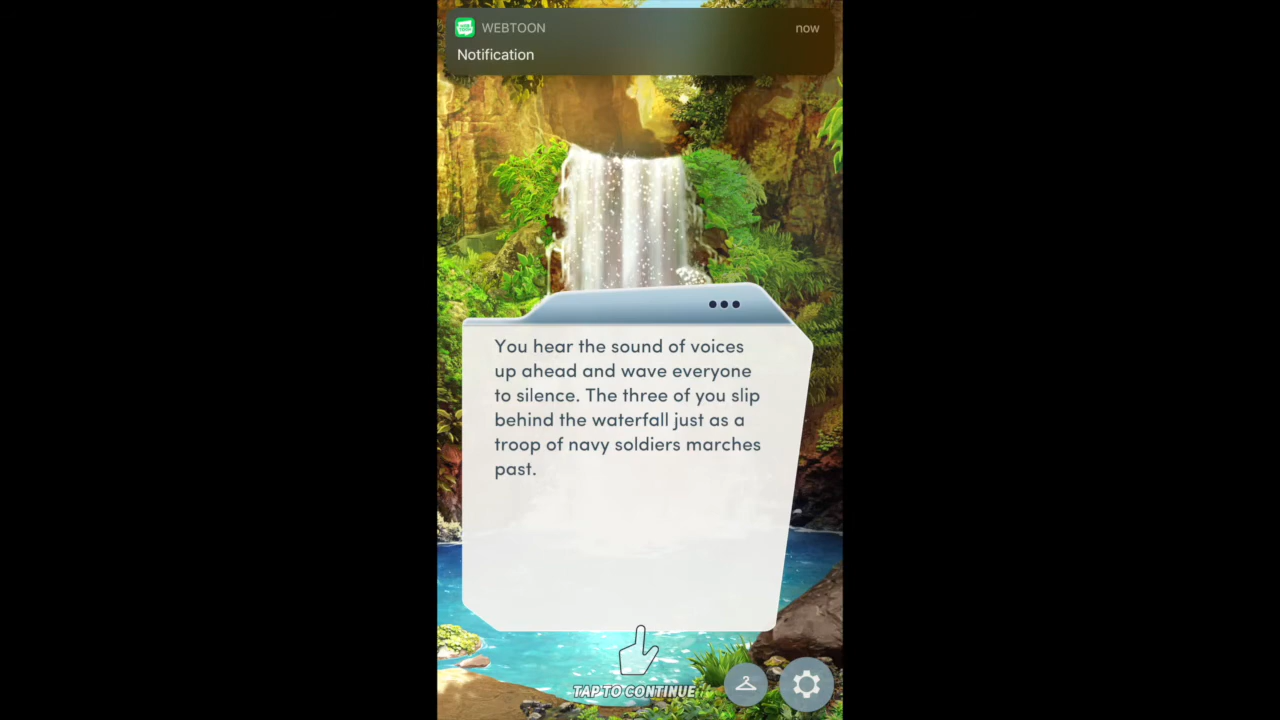 WEBTOON now
Notification
You hear the sound of voices
up ahead and wave everyone
to silence. The three of you slip
behind the waterfall just as a
troop of navy soldiers marches
past.
TAP TO CONTINUE